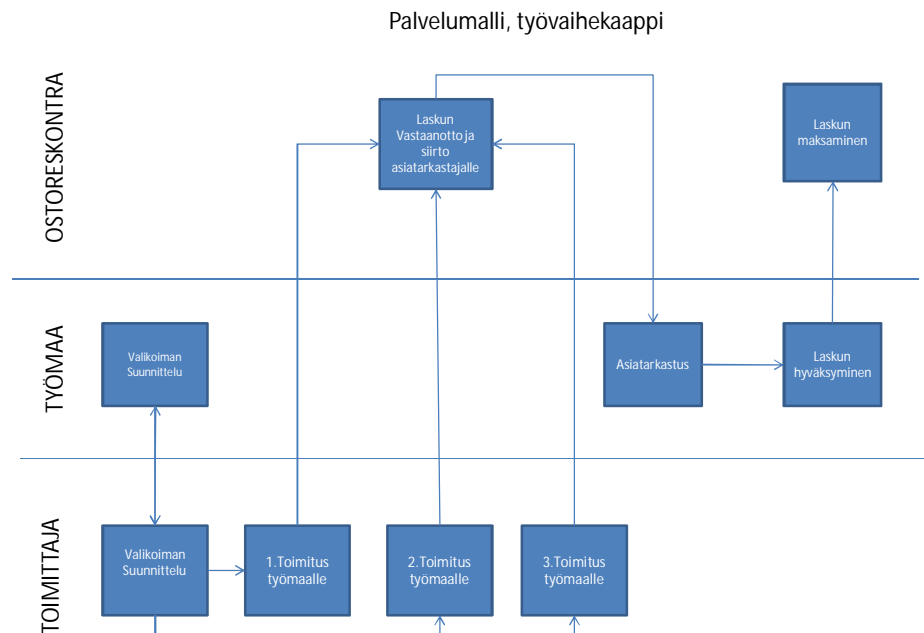 Palvelumalli, työvaihekaappi
OSTORESKONTRA
Laskun
Vastaanotto ja
siirto
asiatarkastajalle
Laskun
maksaminen
TYÖMAA
Valikoiman
Suunnittelu
Asiatarkastus
Laskun
hyväksyminen
TOIMITTAJA
Valikoiman
Suunnittelu
1.Toimitus
työmaalle
2.Toimitus
työmaalle
3.Toimitus
työmaalle